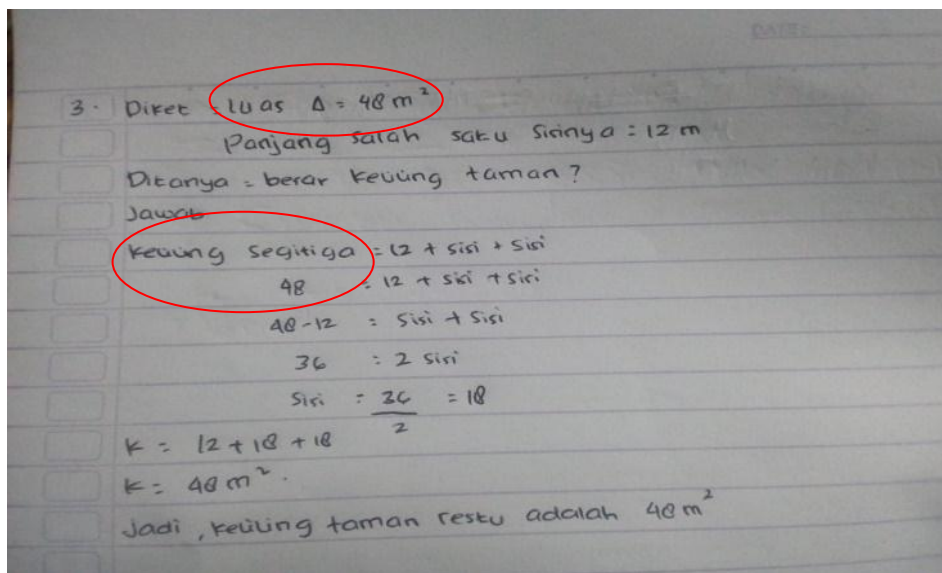 DATE:
3. Diket : luas Δ = 48 m²
Panjang salah satu sisinya = 12 m
Ditanya = besar keliling taman?
Jawab
Keliling segitiga = 12 + sisi + sisi
48 = 12 + sisi + sisi
48-12 = sisi + sisi
36 = 2 sisi
Sisi = 36/2 = 18
K = 12 + 18 + 18
K = 48 m².
Jadi, keliling taman restu adalah 48 m²